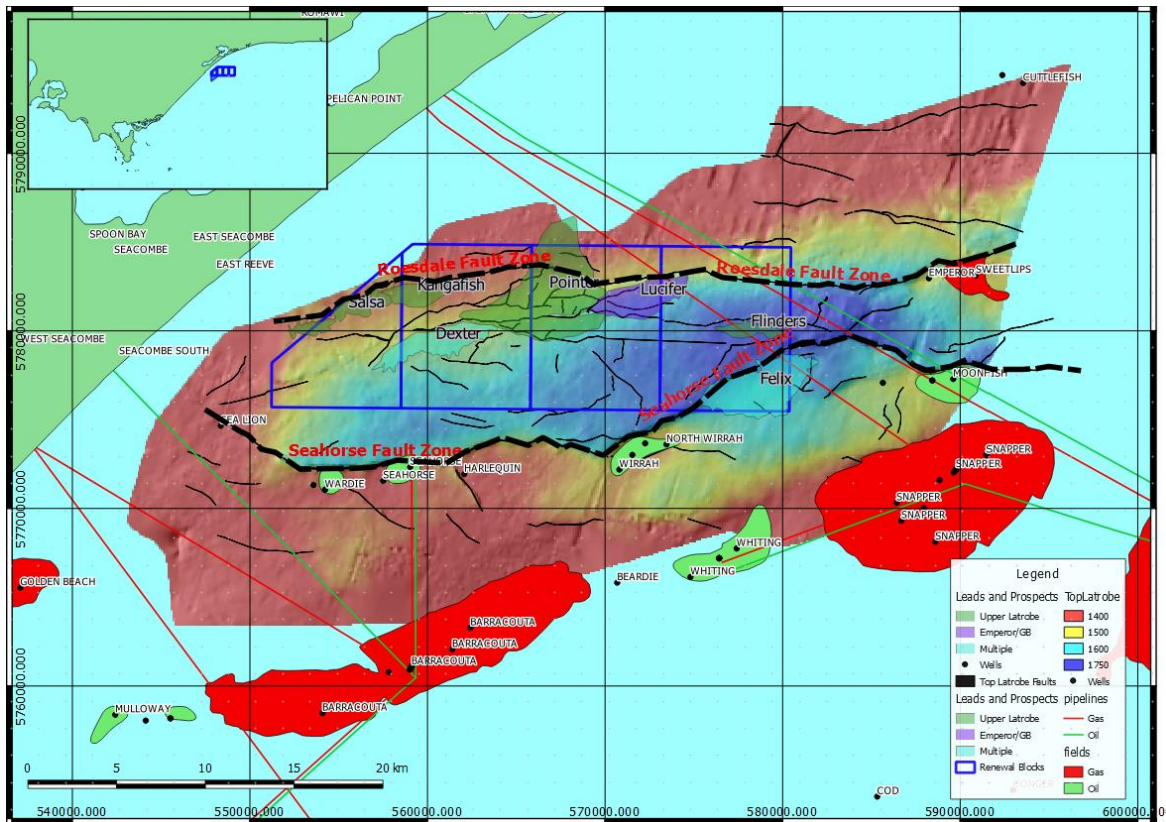 ROMAWI
PELICAN POINT
CUTTLEFISH
5790000.000
SPOON BAY
SEACOMBE
EAST SEACOMBE
EAST REEVE
Roesdale Fault Zone
Roesdale Fault Zone
EMPEROR
SWEETLIPS
Kangafish
Pointer
Lucifer
Salsa
5780000.000
WEST SEACOMBE
SEACOMBE SOUTH
Dexter
Flinders
Seahorse Fault Zone
Felix
MOONFISH
SEA LION
Seahorse Fault Zone
NORTH WIRRAH
SEAHORSE
HARLEQUIN
WIRRAH
SEAHORSE
WARDIE
SNAPPER
SNAPPER
SNAPPER
SNAPPER
SNAPPER
5770000.000
WHITING
WHITING
BEARDIE
GOLDEN BEACH
BARRACOUTA
BARRACOUTA
BARRACOUTA
BARRACOUTA
MULLOWAY
5760000.000
COD
Legend
Leads and Prospects
Upper Latrobe
Emperor/GB
Multiple
Wells
Top Latrobe Faults
Leads and Prospects
Upper Latrobe
Emperor/GB
Multiple
Renewal Blocks
TopLatrobe
1400
1500
1600
1750
Wells
pipelines
Gas
Oil
fields
Gas
Oil
0 5 10 15 20 km
540000.000 550000.000 560000.000 570000.000 580000.000 590000.000 600000.0